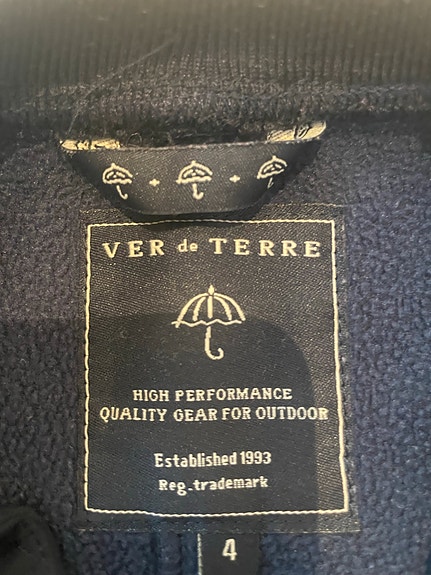 VER de TERRE
HIGH PERFORMANCE
QUALITY GEAR FOR OUTDOOR
Established 1993
Reg.trademark
4